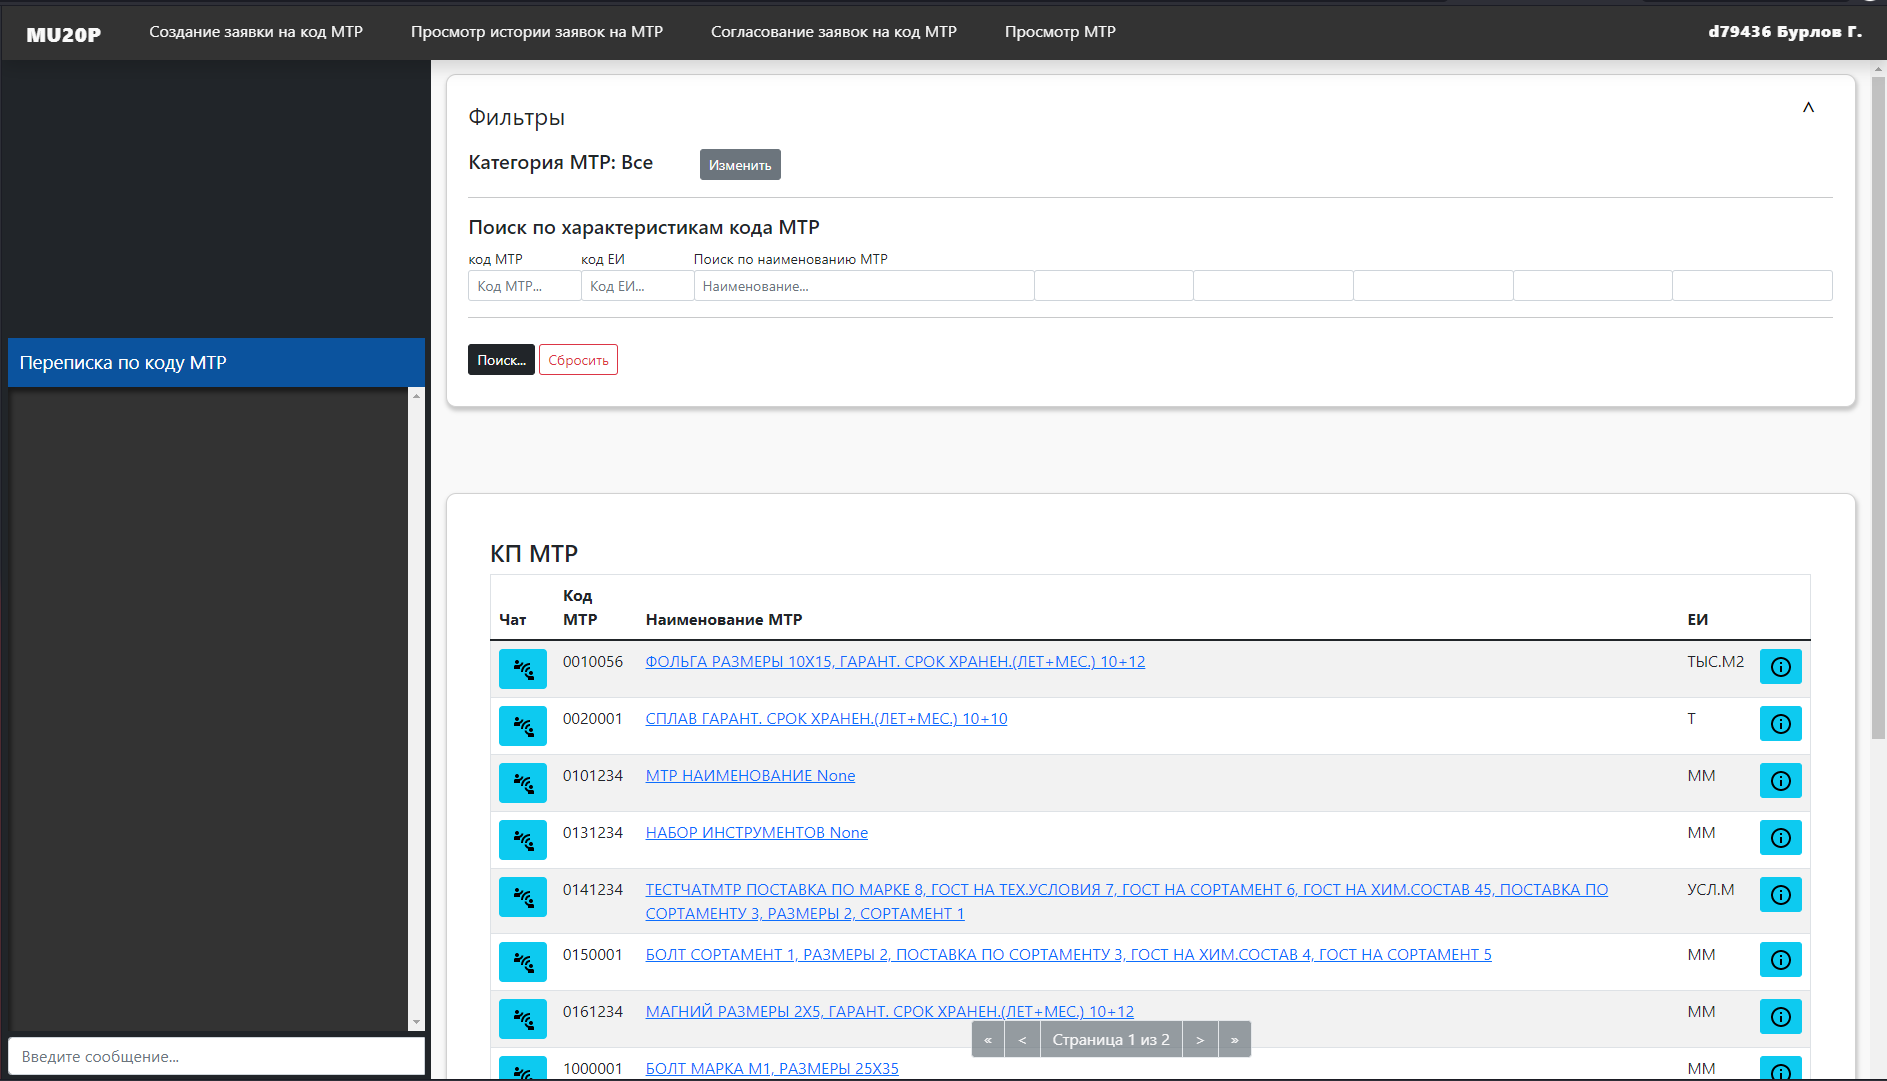 MU20P
Создание заявки на код МТР
Просмотр истории заявок на МТР
Согласование заявок на код МТР
Просмотр МТР
d79436 Бурлов Г.
Переписка по коду МТР
Введите сообщение...
Фильтры
Категория МТР: Все
Изменить
Поиск по характеристикам кода МТР
код МТР
код ЕИ
Поиск по наименованию МТР
Код МТР...
Код ЕИ...
Наименование...
Поиск...
Сбросить
КП МТР
Чат
Код МТР
Наименование МТР
ЕИ
0010056 ФОЛЬГА РАЗМЕРЫ 10Х15, ГАРАНТ. СРОК ХРАНЕН.(ЛЕТ+МЕС.) 10+12 ТЫС.М2
0020001 СПЛАВ ГАРАНТ. СРОК ХРАНЕН.(ЛЕТ+МЕС.) 10+10 Т
0101234 МТР НАИМЕНОВАНИЕ None ММ
0131234 НАБОР ИНСТРУМЕНТОВ None ММ
0141234 ТЕСТЧАТМТР ПОСТАВКА ПО МАРКЕ 8, ГОСТ НА ТЕХ.УСЛОВИЯ 7, ГОСТ НА СОРТАМЕНТ 6, ГОСТ НА ХИМ.СОСТАВ 45, ПОСТАВКА ПО УСЛ.М
СОРТАМЕНТУ 3, РАЗМЕРЫ 2, СОРТАМЕНТ 1
0150001 БОЛТ СОРТАМЕНТ 1, РАЗМЕРЫ 2, ПОСТАВКА ПО СОРТАМЕНТУ 3, ГОСТ НА ХИМ.СОСТАВ 4, ГОСТ НА СОРТАМЕНТ 5 ММ
0161234 МАГНИЙ РАЗМЕРЫ 2Х5, ГАРАНТ. СРОК ХРАНЕН.(ЛЕТ+МЕС.) 10+12 ММ
« < Страница 1 из 2 > »
1000001 БОЛТ МАРКА М1, РАЗМЕРЫ 25Х35 ММ